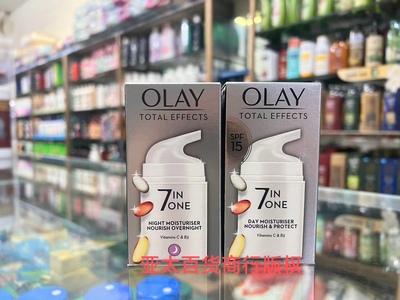 OLAY
TOTAL EFFECTS
7 IN ONE
NIGHT MOISTURISER
NOURISH OVERNIGHT
Vitamins C & B3
OLAY
TOTAL EFFECTS
SPF 15
7 IN ONE
DAY MOISTURISER
NOURISH & PROTECT
Vitamins C & B3
亚太百货商行版权